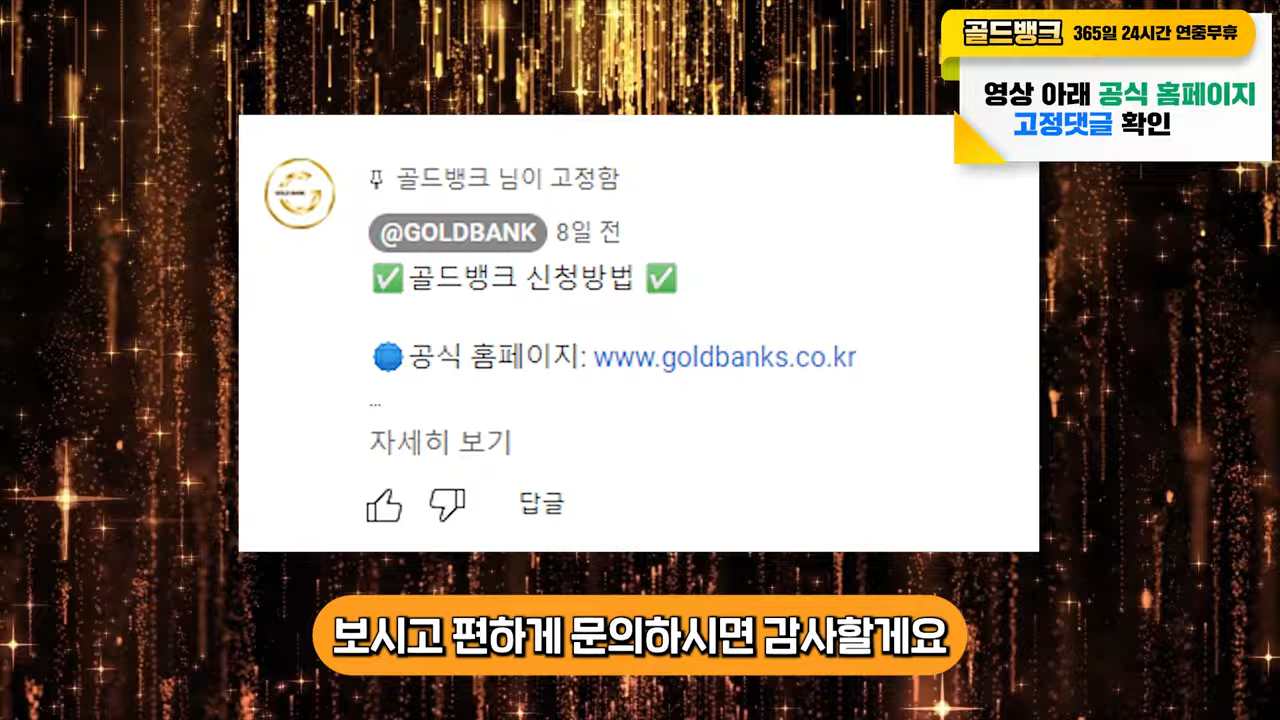 골드뱅크 365일 24시간 연중무휴
영상 아래 공식 홈페이지
고정댓글 확인
골드뱅크 님이 고정함
GOLD BANK
@GOLDBANK 8일 전
✅골드뱅크 신청방법 ✅
공식 홈페이지: www.goldbanks.co.kr
...
자세히 보기
답글
보시고 편하게 문의하시면 감사할게요